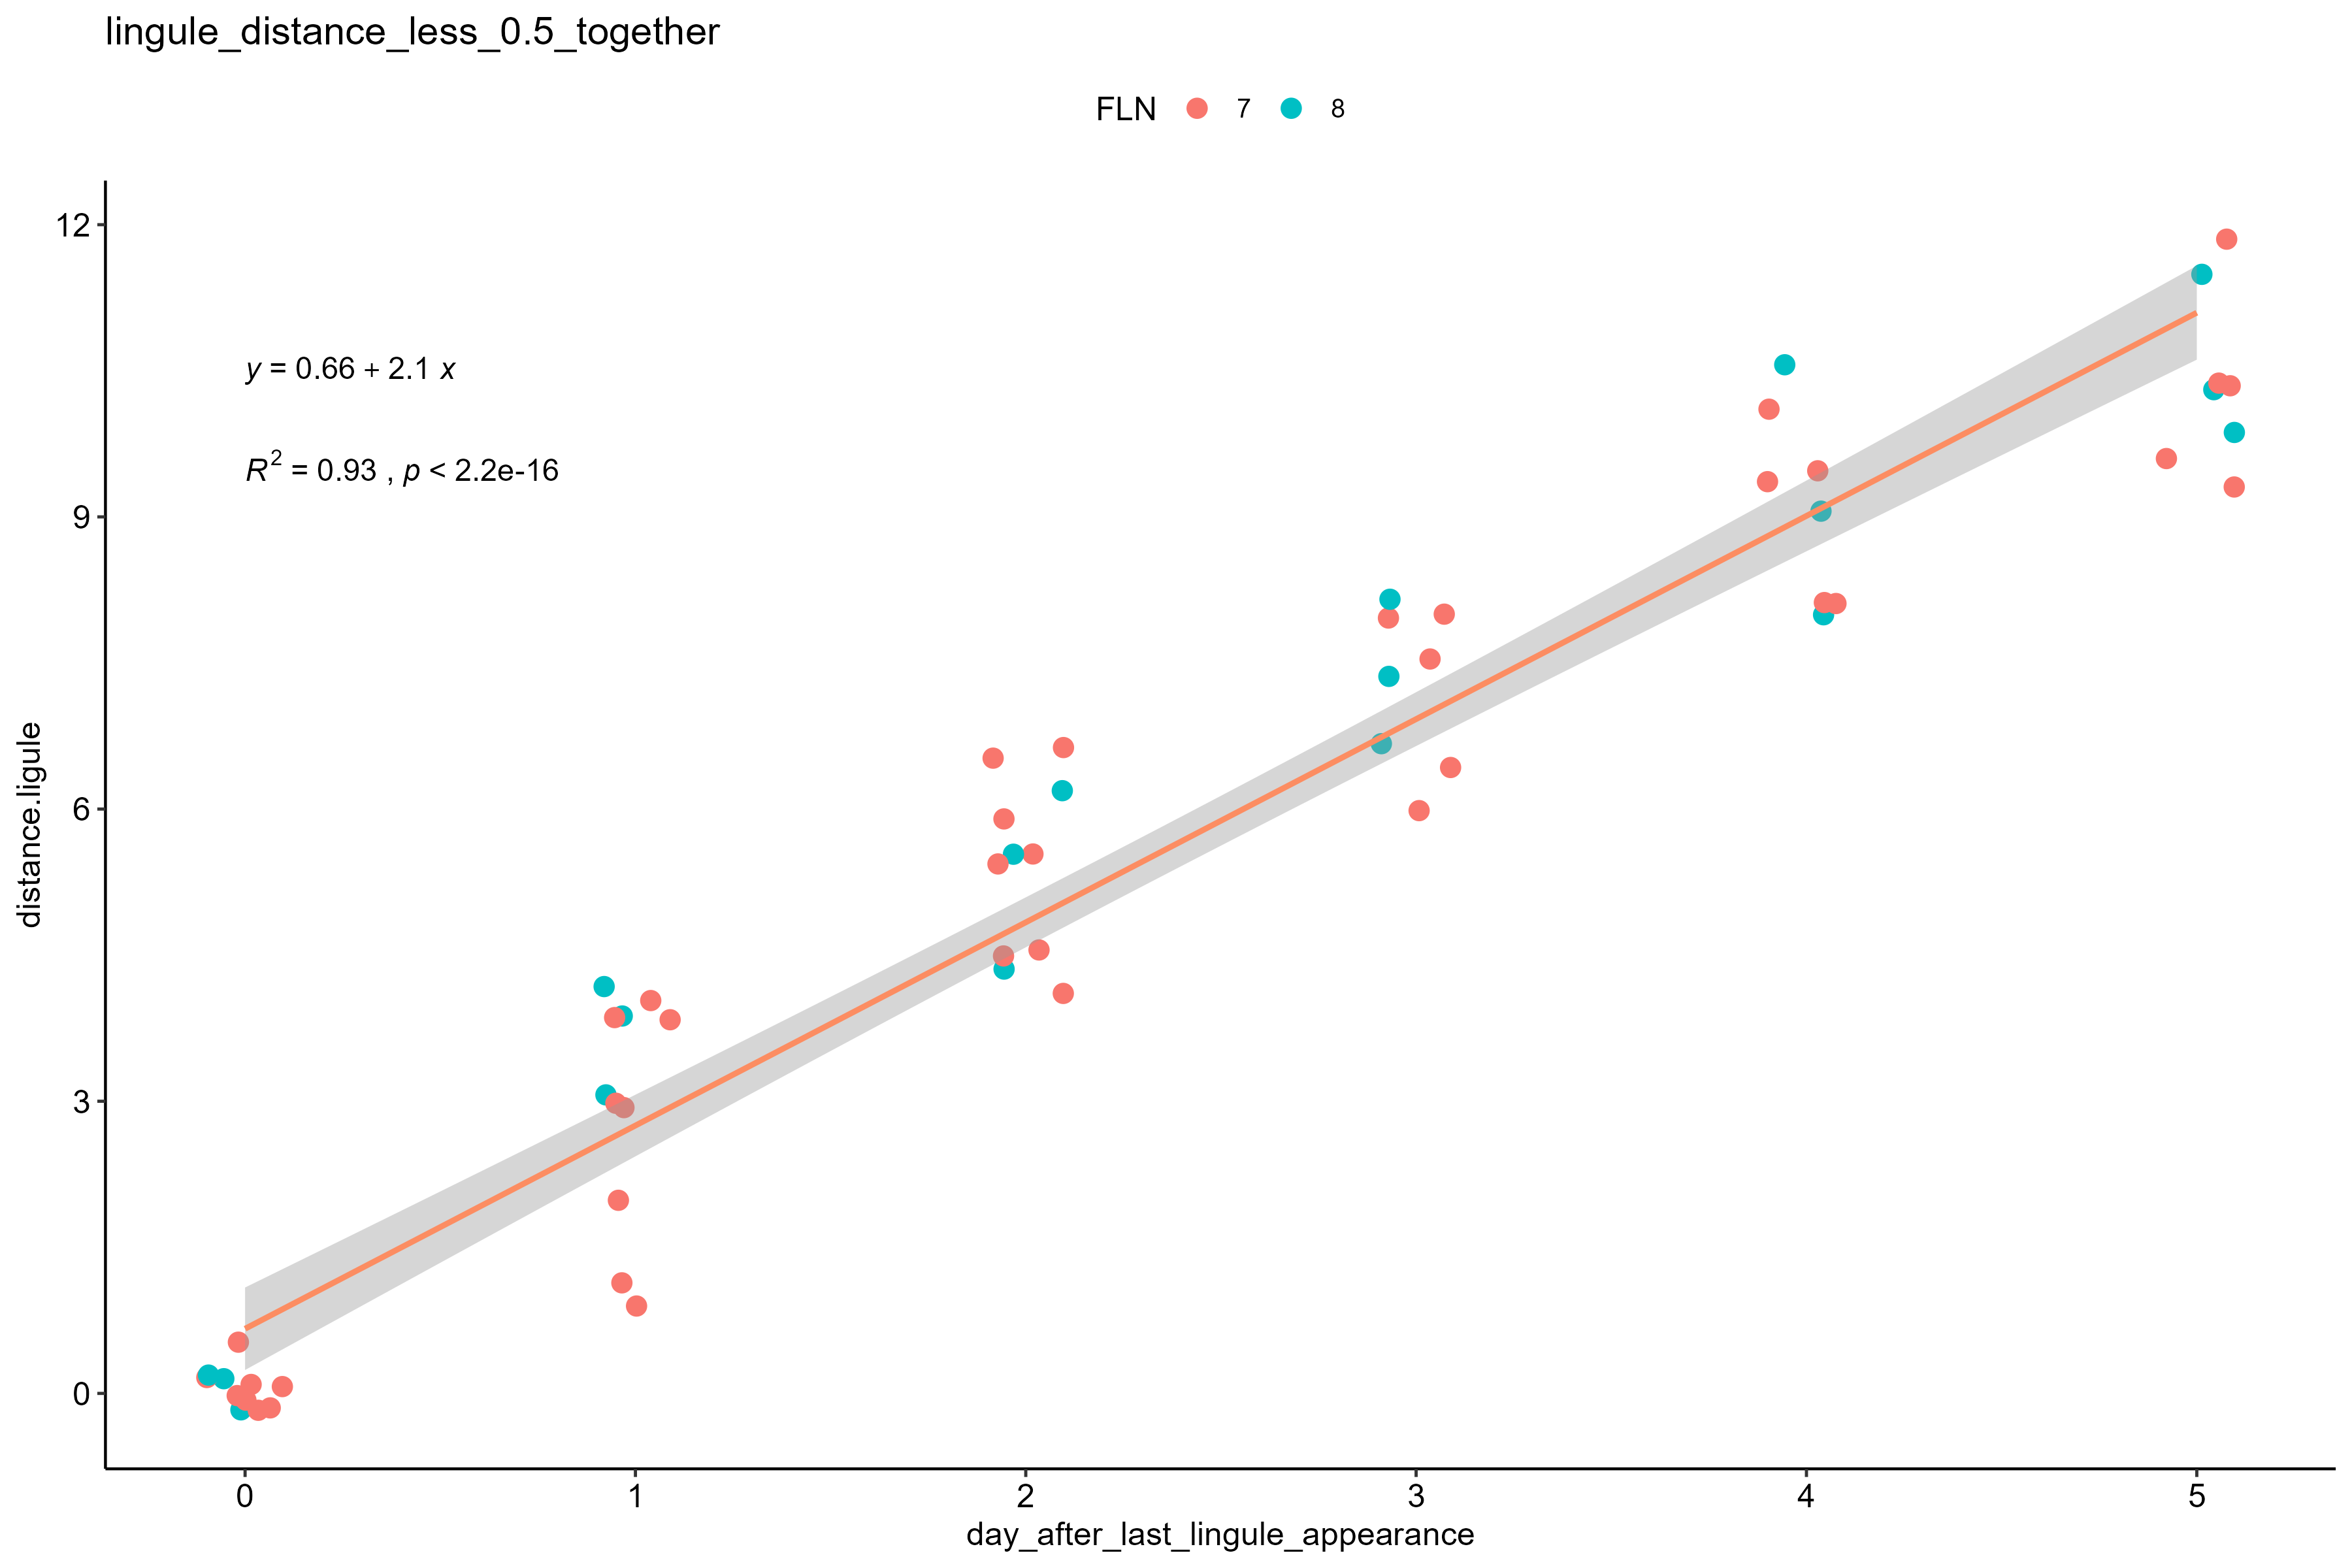 lingule_distance_less_0.5_together
FLN 7 8
12
y = 0.66 + 2.1 x
R² = 0.93 , p < 2.2e-16
9
6
3
0
distance.ligule
0 1 2 3 4 5
day_after_last_lingule_appearance